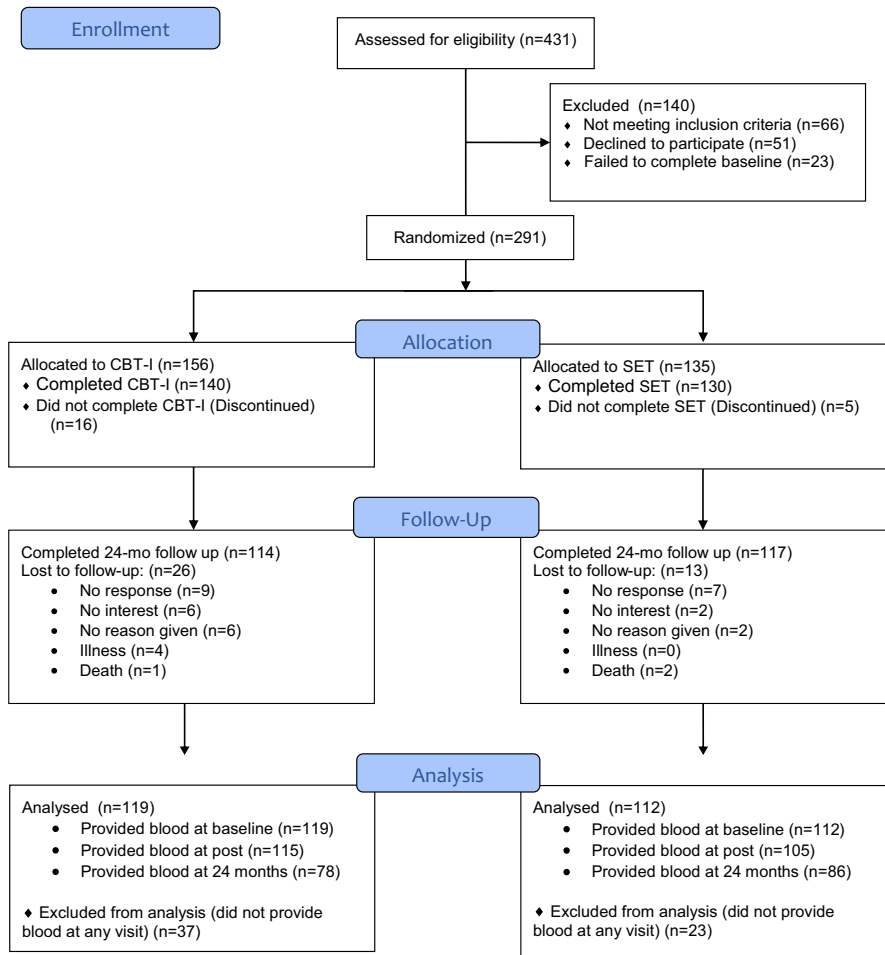 Enrollment
Assessed for eligibility (n=431)
Excluded (n=140)
♦ Not meeting inclusion criteria (n=66)
♦ Declined to participate (n=51)
♦ Failed to complete baseline (n=23)
Randomized (n=291)
Allocation
Allocated to CBT-I (n=156)
♦ Completed CBT-I (n=140)
♦ Did not complete CBT-I (Discontinued)
(n=16)
Allocated to SET (n=135)
♦ Completed SET (n=130)
♦ Did not complete SET (Discontinued) (n=5)
Follow-Up
Completed 24-mo follow up (n=114)
Lost to follow-up: (n=26)
• No response (n=9)
• No interest (n=6)
• No reason given (n=6)
• Illness (n=4)
• Death (n=1)
Completed 24-mo follow up (n=117)
Lost to follow-up: (n=13)
• No response (n=7)
• No interest (n=2)
• No reason given (n=2)
• Illness (n=0)
• Death (n=2)
Analysis
Analysed (n=119)
• Provided blood at baseline (n=119)
• Provided blood at post (n=115)
• Provided blood at 24 months (n=78)
♦ Excluded from analysis (did not provide
blood at any visit) (n=37)
Analysed (n=112)
• Provided blood at baseline (n=112)
• Provided blood at post (n=105)
• Provided blood at 24 months (n=86)
♦ Excluded from analysis (did not provide
blood at any visit) (n=23)